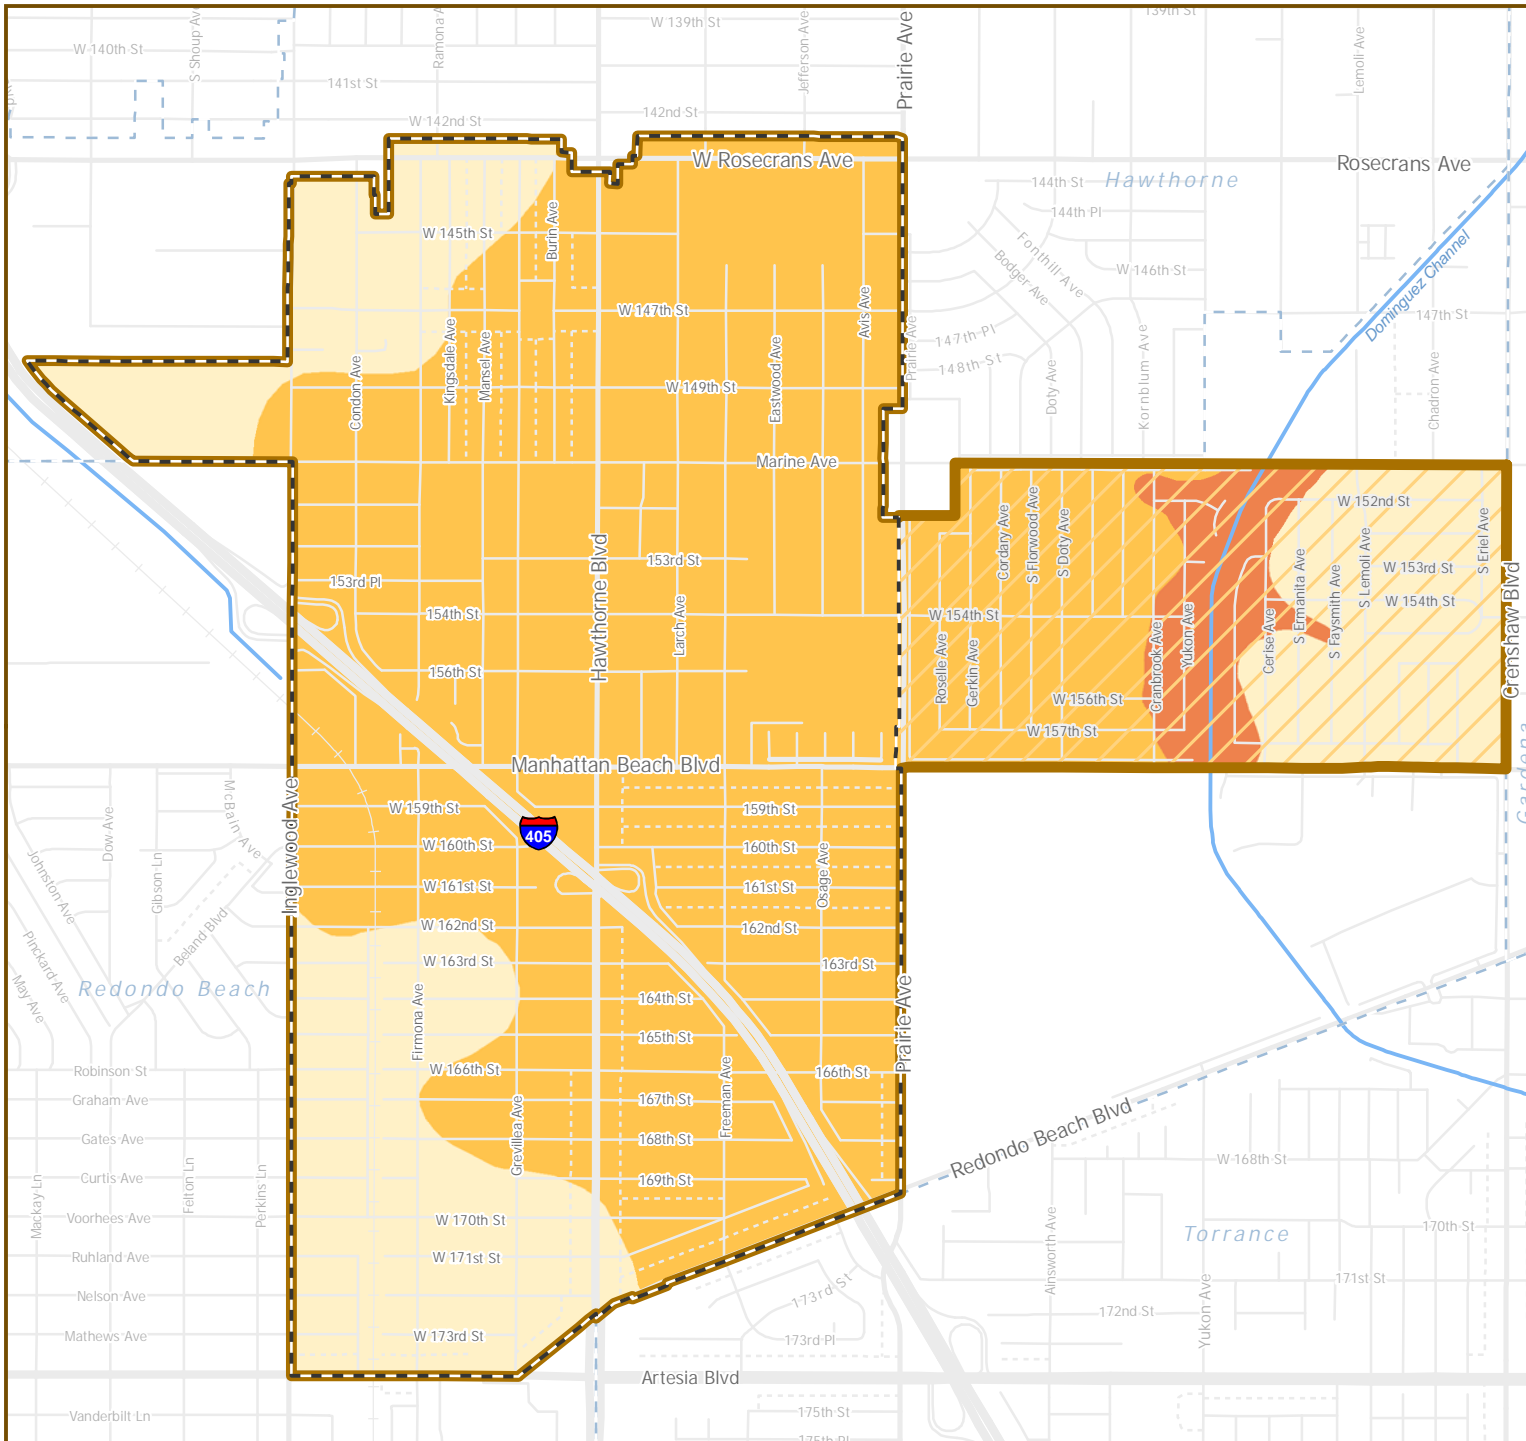 139th St
W 139th St
Prairie Ave
S Shoup Ave
Ramona A
Jefferson Ave
Lemoli Ave
W 140th St
141st St
142nd St
W 142nd St
W Rosecrans Ave
Rosecrans Ave
Hawthorne
144th St
144th Pl
Burin Ave
W 145th St
Fonthill Ave
Bodger Ave
W 146th St
Dominguez Channel
Avis Ave
W 147th St
147th St
147th Pl
Prairie Ave
Kornblum Ave
Kingsdale Ave
Mansel Ave
Eastwood Ave
148th St
Condon Ave
Doty Ave
Chadron Ave
W 149th St
Marine Ave
W 152nd St
Cordary Ave
S Florwood Ave
S Doty Ave
S Eriel Ave
Hawthorne Blvd
153rd St
S Lemoli Ave
W 153rd St
153rd Pl
S Ermanita Ave
S Faysmith Ave
W 154th St
154th St
W 154th St
Larch Ave
Crenshaw Blvd
Roselle Ave
Gerkin Ave
Cranbrook Ave
Yukon Ave
Cerise Ave
156th St
W 156th St
W 157th St
Manhattan Beach Blvd
Gardena
McBain Ave
W 159th St
159th St
Dow Ave
Inglewood Ave
405
W 160th St
160th St
Johnston Ave
Gibson Ln
Osage Ave
W 161st St
161st St
Beland Blvd
W 162nd St
162nd St
Pinckard Ave
W 163rd St
163rd St
Redondo Beach
May Ave
164th St
Firmona Ave
Prairie Ave
165th St
Robinson St
W 166th St
166th St
Graham Ave
167th St
Freeman Ave
Redondo Beach Blvd
Gates Ave
Grevillea Ave
168th St
W 168th St
Curtis Ave
Felton Ln
169th St
Mackay Ln
Perkins Ln
Voorhees Ave
W 170th St
170th St
Ainsworth Ave
Torrance
Ruhland Ave
W 171st St
171st St
Nelson Ave
173rd St
172nd St
Yukon Ave
Mathews Ave
W 173rd St
173rd Pl
Artesia Blvd
Vanderbilt Ln
175th St
175th Pl